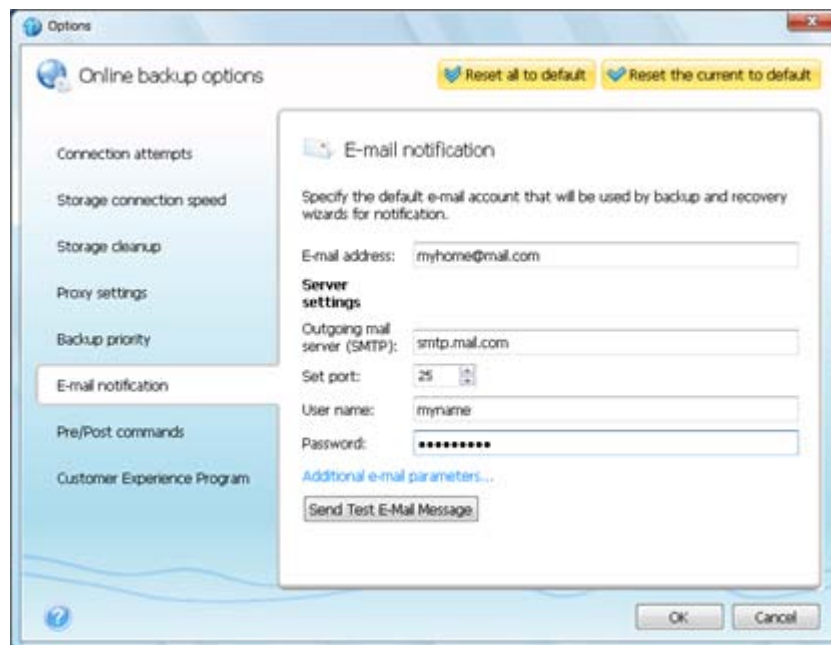 Options
Online backup options
Reset all to default
Reset the current to default
Connection attempts
Storage connection speed
Storage cleanup
Proxy settings
Backup priority
E-mail notification
Pre/Post commands
Customer Experience Program
E-mail notification
Specify the default e-mail account that will be used by backup and recovery
wizards for notification.
E-mail address: myhome@mail.com
Server
settings
Outgoing mail
server (SMTP): smtp.mail.com
Set port: 25
User name: myname
Password: •••••••••
Additional e-mail parameters...
Send Test E-Mail Message
OK
Cancel